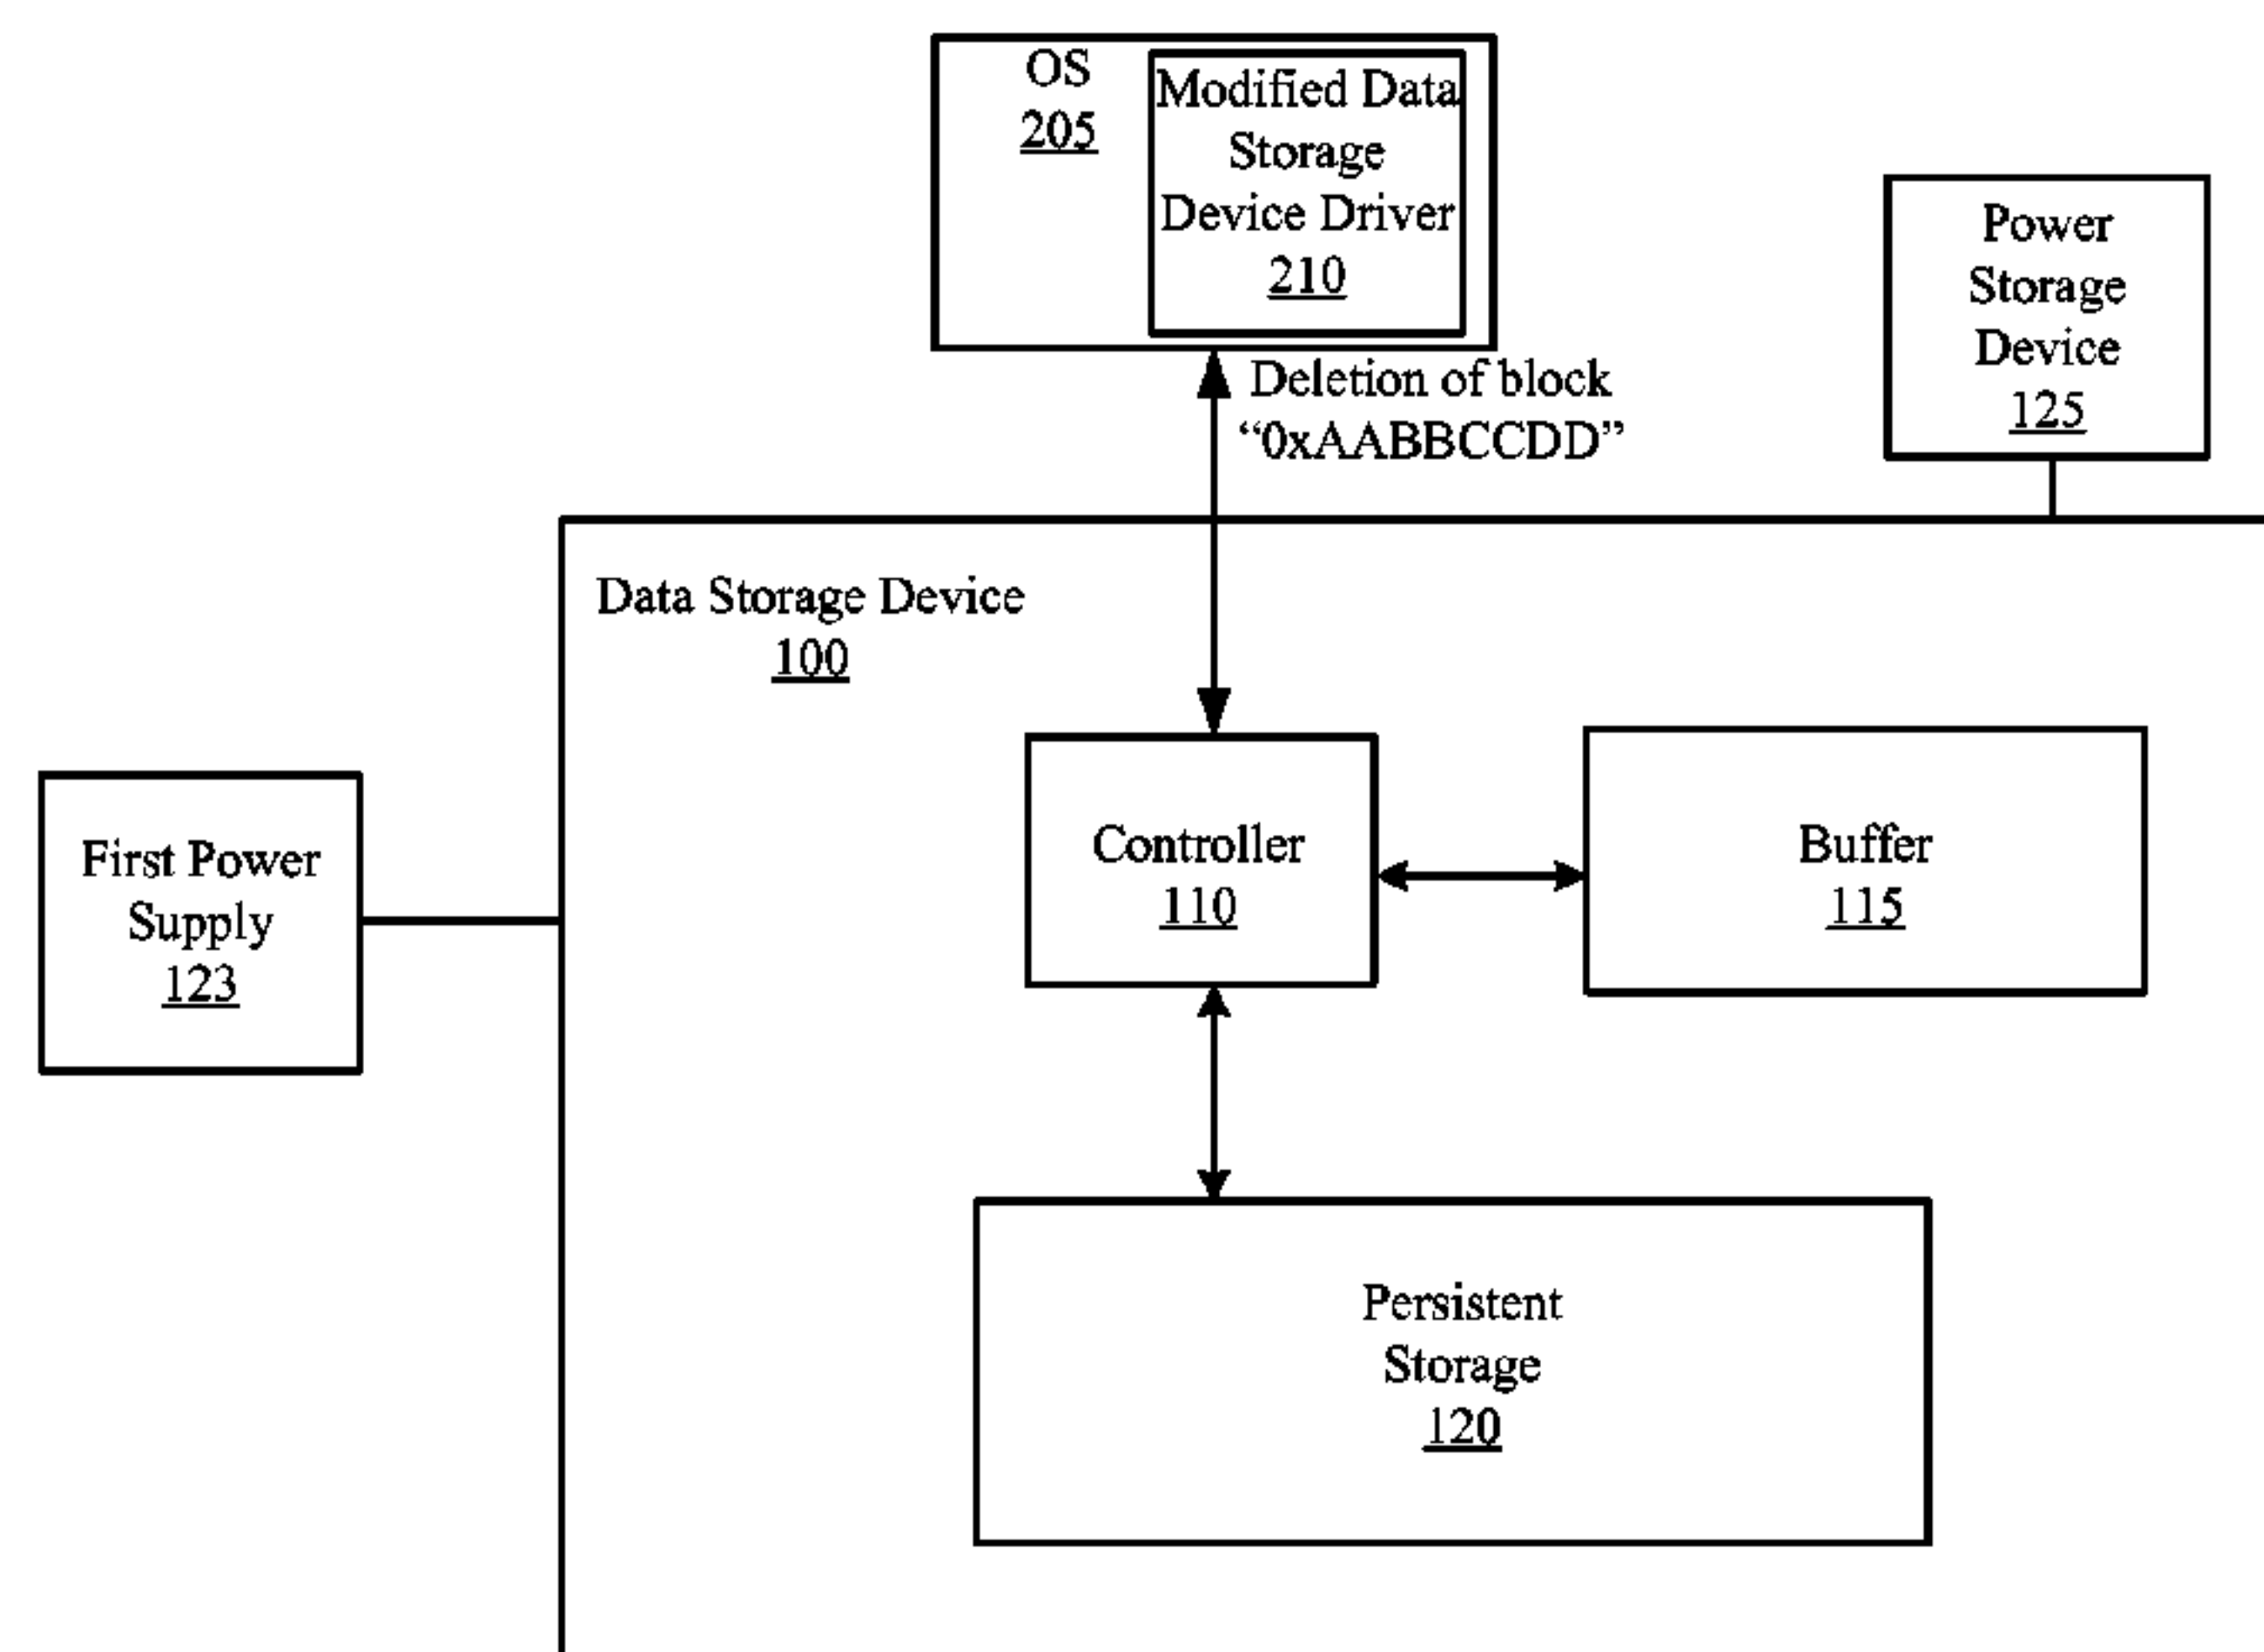 OS
205
Modified Data
Storage
Device Driver
210
Power
Storage
Device
125
Deletion of block
“0xAABBCCDD”
Data Storage Device
100
First Power
Supply
123
Controller
110
Buffer
115
Persistent
Storage
120